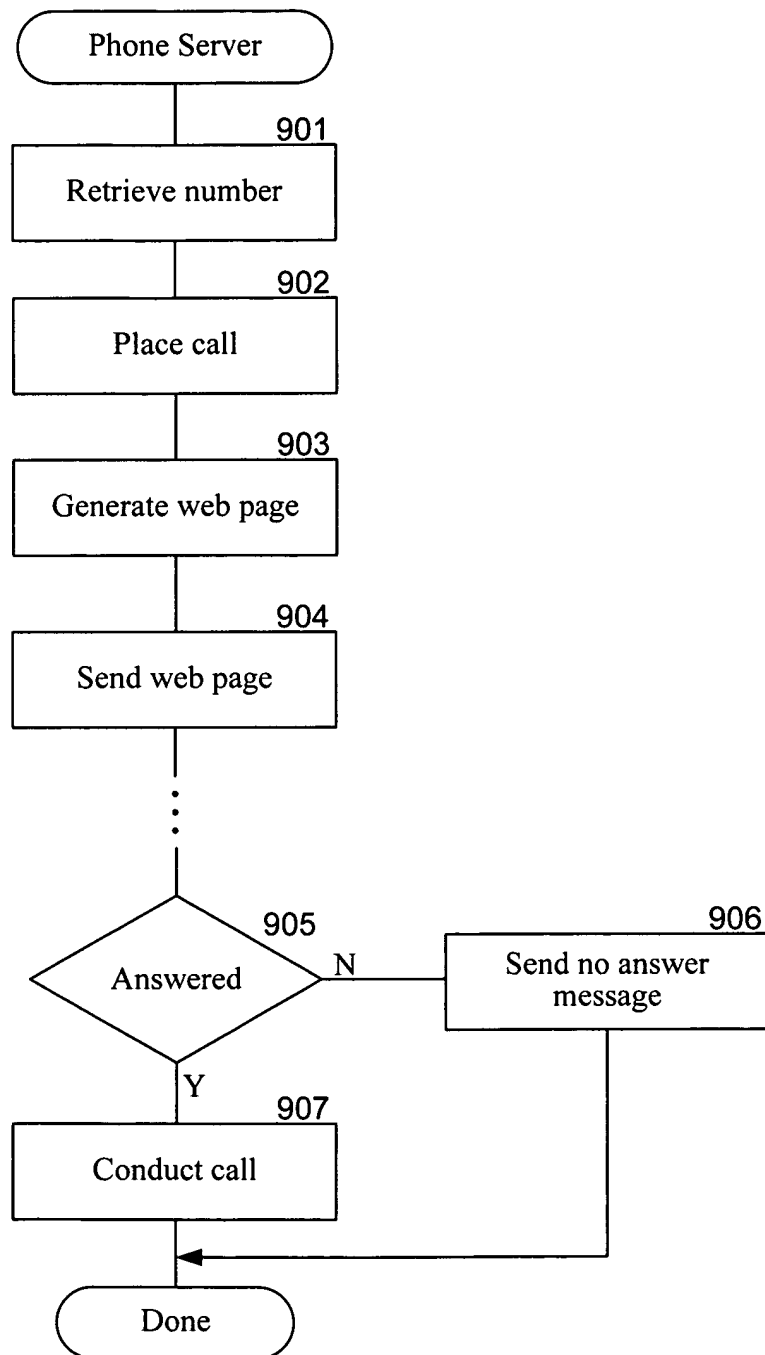 Phone Server
901
Retrieve number
902
Place call
903
Generate web page
904
Send web page
905
Answered
N
906
Send no answer
message
Y
907
Conduct call
Done